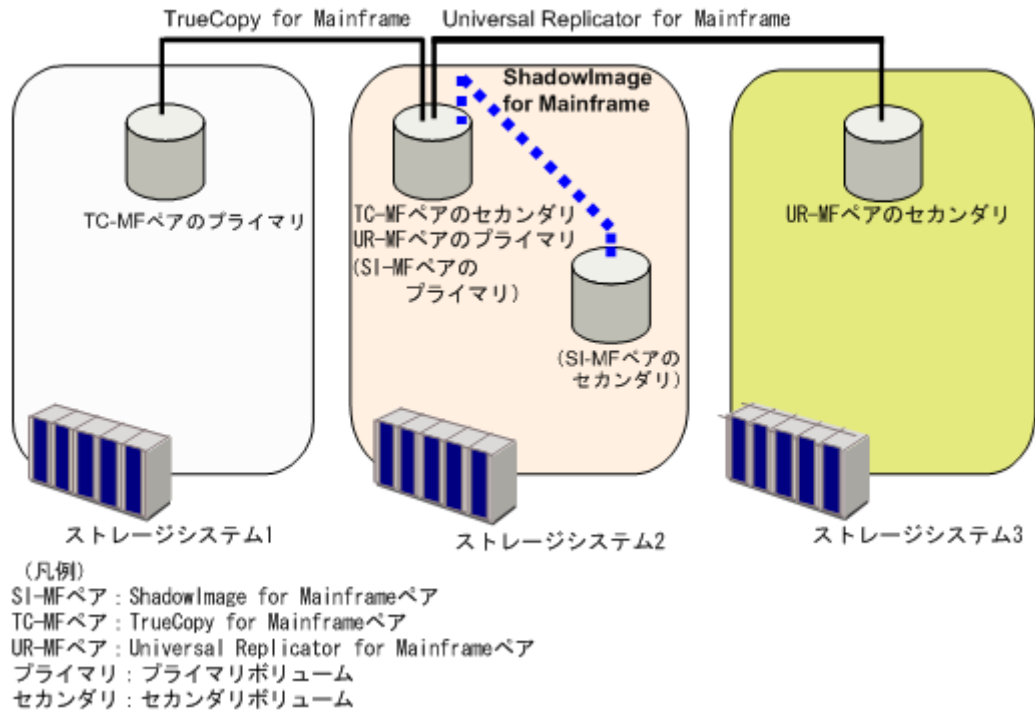 TrueCopy for Mainframe
Universal Replicator for Mainframe
ShadowImage
for Mainframe
TC-MFペアのプライマリ
TC-MFペアのセカンダリ
UR-MFペアのプライマリ
(SI-MFペアの
プライマリ)
(SI-MFペアの
セカンダリ)
UR-MFペアのセカンダリ
ストレージシステム1
ストレージシステム2
ストレージシステム3
(凡例)
SI-MFペア:ShadowImage for Mainframeペア
TC-MFペア:TrueCopy for Mainframeペア
UR-MFペア:Universal Replicator for Mainframeペア
プライマリ:プライマリボリューム
セカンダリ:セカンダリボリューム